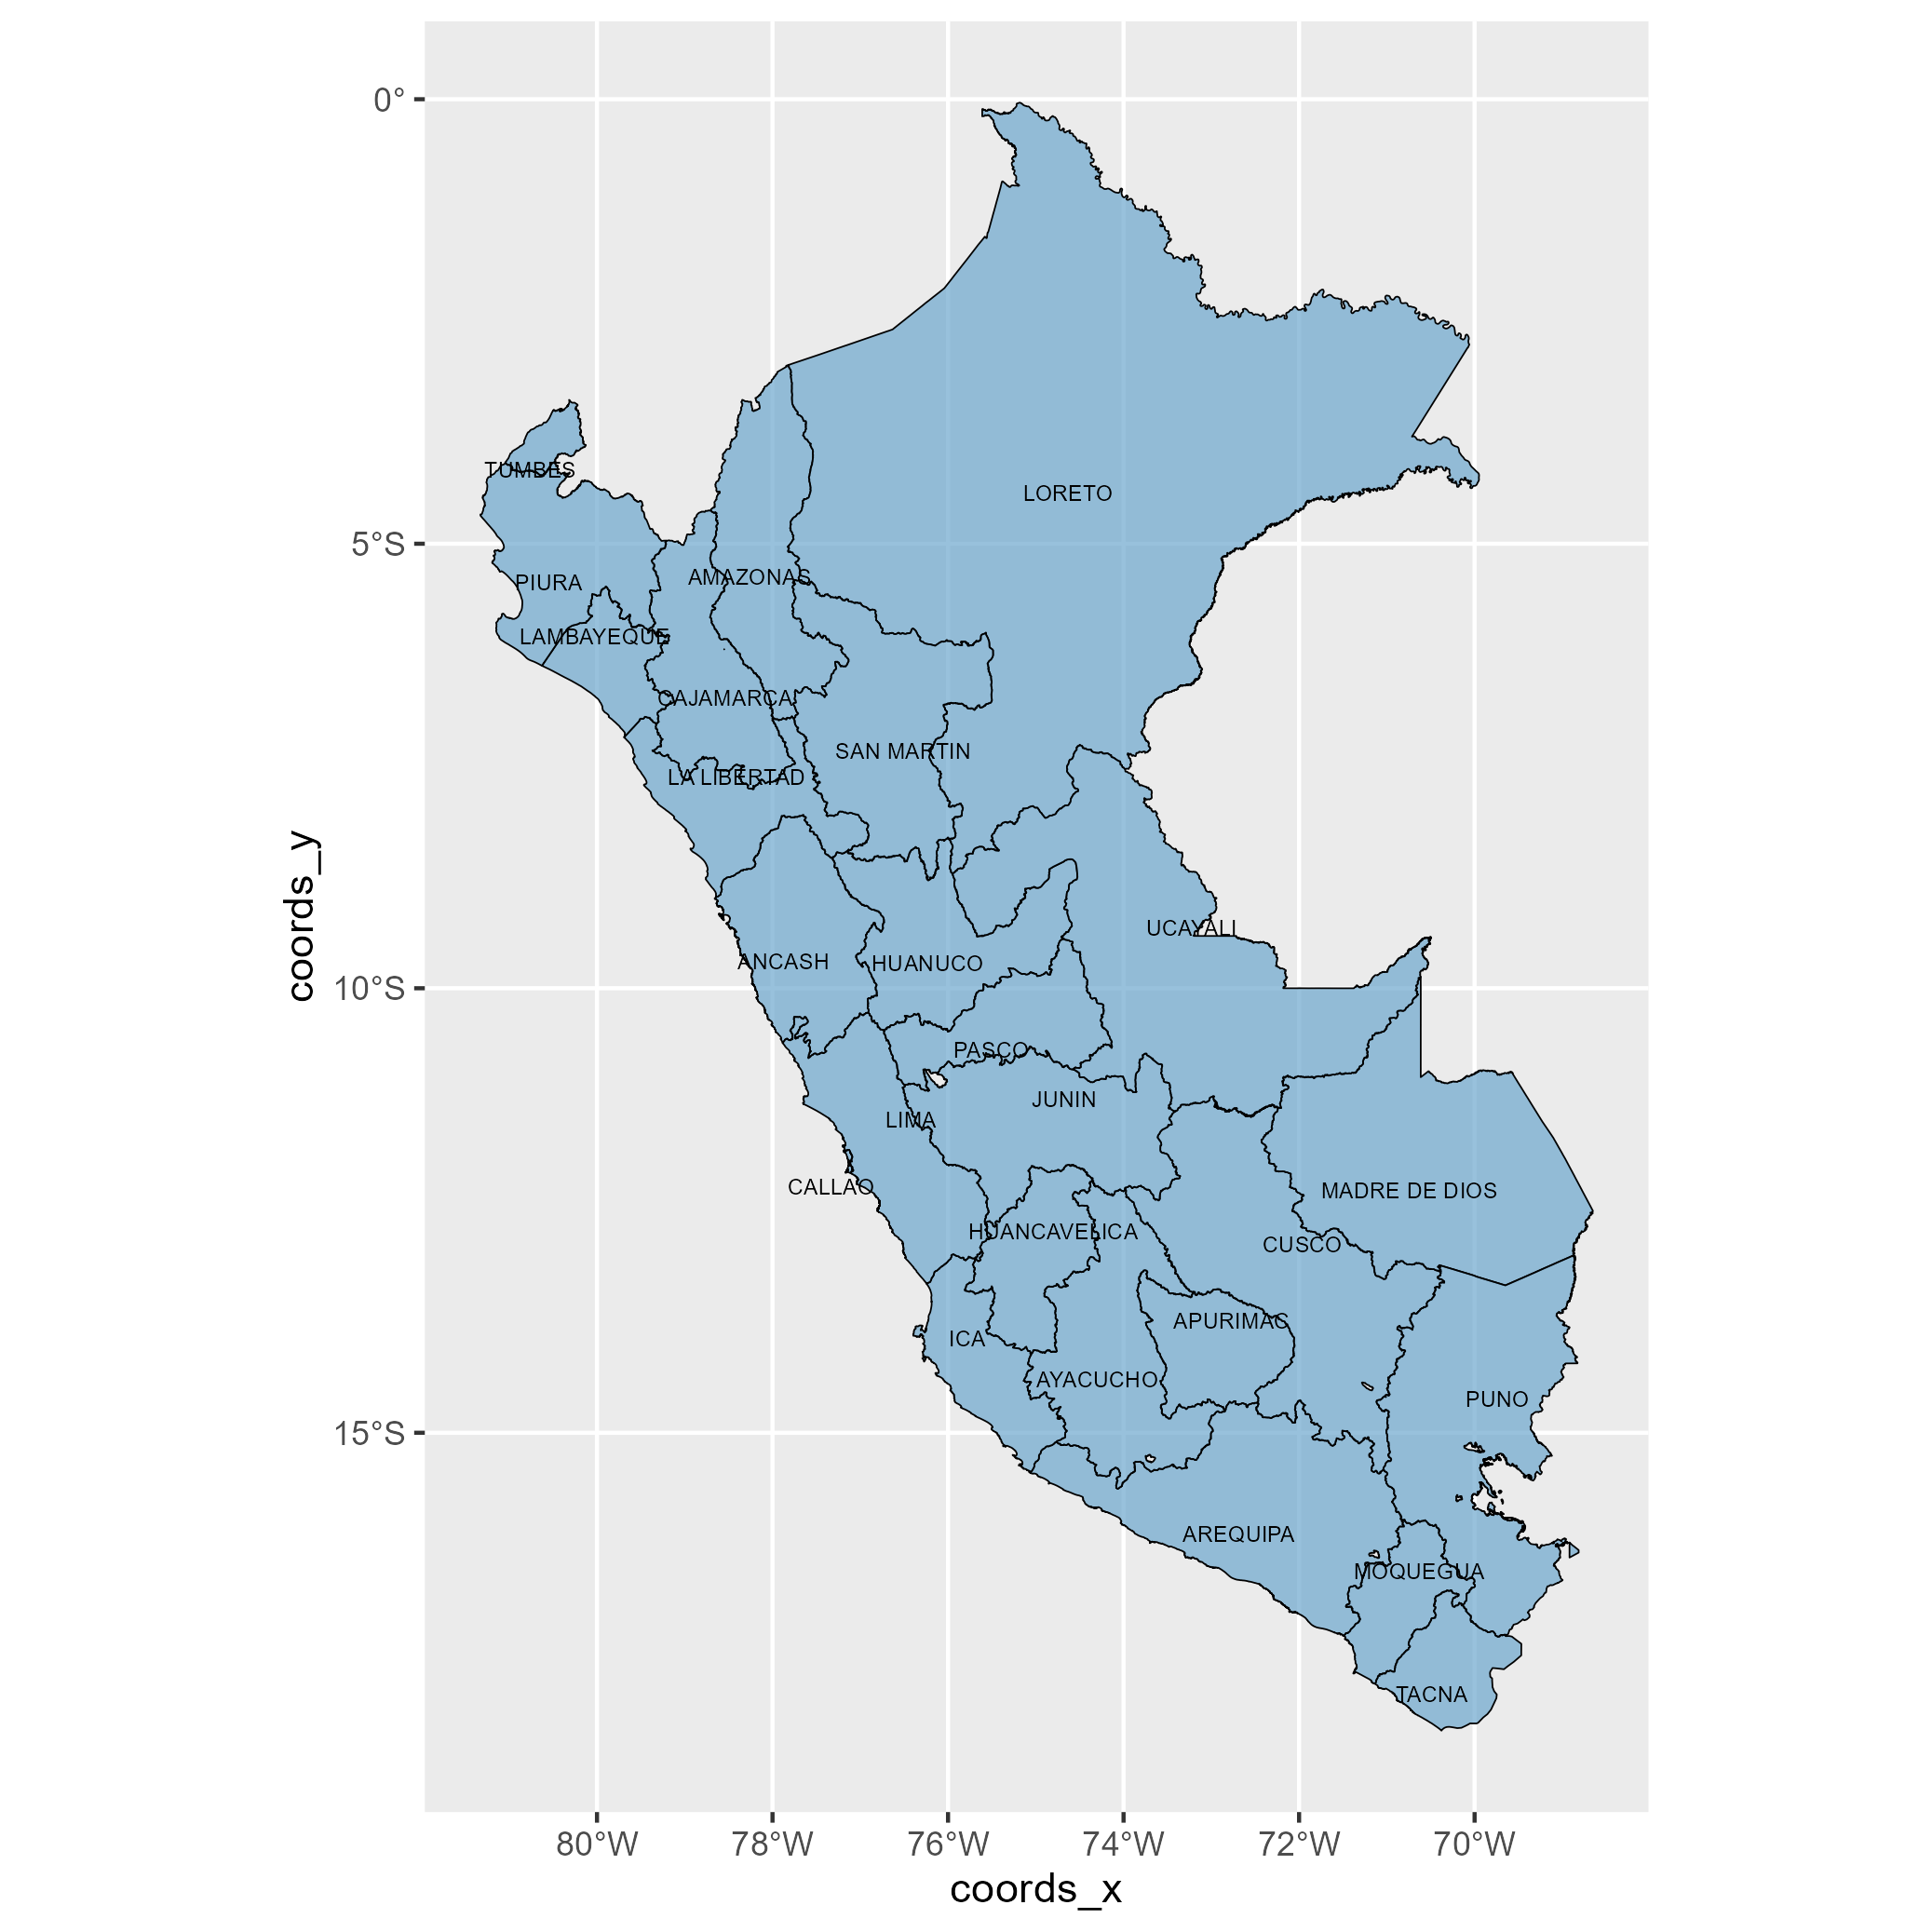 0°
TUMBES
LORETO
5°S
AMAZONAS
PIURA
LAMBAYEQUE
CAJAMARCA
SAN MARTIN
LA LIBERTAD
UCAYALI
ANCASH
HUANUCO
10°S
PASCO
JUNIN
LIMA
CALLAO
MADRE DE DIOS
HUANCAVELICA
CUSCO
APURIMAC
ICA
AYACUCHO
PUNO
15°S
AREQUIPA
MOQUEGUA
TACNA
coords_y
80°W 78°W 76°W 74°W 72°W 70°W
coords_x